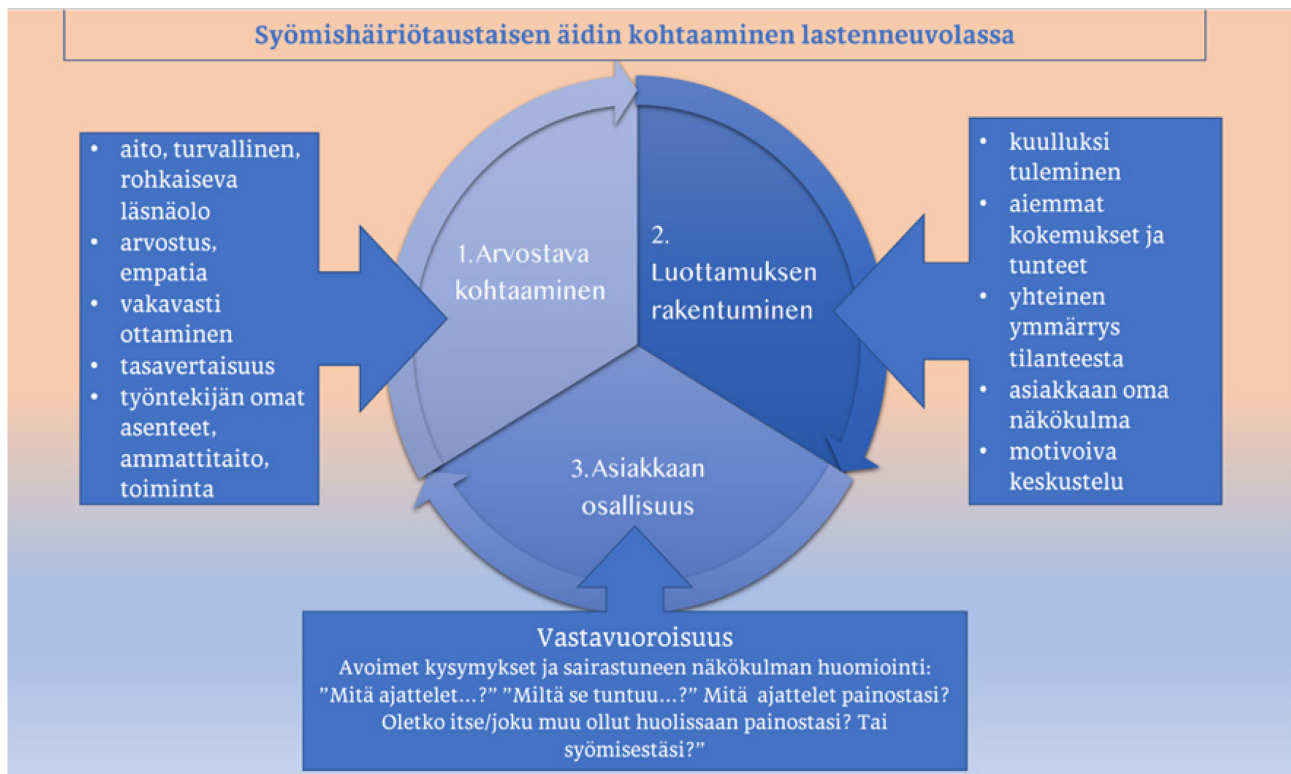 Syömishäiriötaustaisen äidin kohtaaminen lastenneuvolassa
• aito, turvallinen,
rohkaiseva
läsnäolo
• arvostus,
empatia
• vakavasti
ottaminen
• tasavertaisuus
• työntekijän omat
asenteet,
ammattitaito,
toiminta
1.Arvostava
kohtaaminen
2.
Luottamuksen
rakentuminen
• kuulluksi
tuleminen
• aiemmat
kokemukset ja
tunteet
• yhteinen
ymmärrys
tilanteesta
• asiakkaan oma
näkökulma
• motivoiva
keskustelu
3.Asiakkaan
osallisuus
Vastavuoroisuus
Avoimet kysymykset ja sairastuneen näkökulman huomiointi:
”Mitä ajattelet...?” ”Miltä se tuntuu...?” Mitä ajattelet painostasi?
Oletko itse/joku muu ollut huolissaan painostasi? Tai
syömisestäsi?”